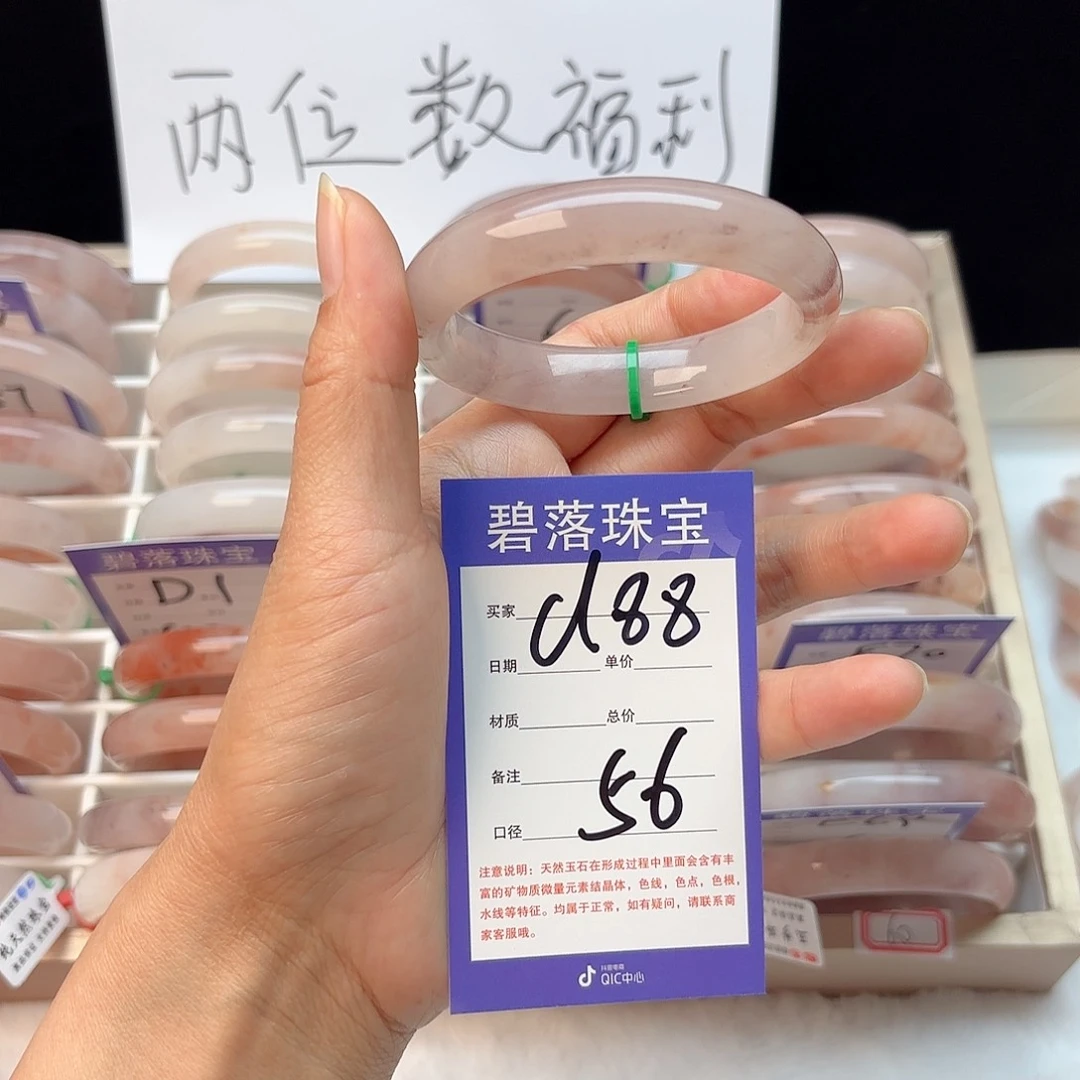 两位数福利
碧落珠宝
买家 d88
日期 单价
材质 总价
备注
口径 56
注意说明：天然玉石在形成过程中里面会含有丰
富的矿物质微量元素结晶体，色线，色点，色根，
水线等特征。均属于正常，如有疑问，请联系商
家客服哦。
抖音电商
QIC中心
碧落珠宝
D-1
碧落珠宝